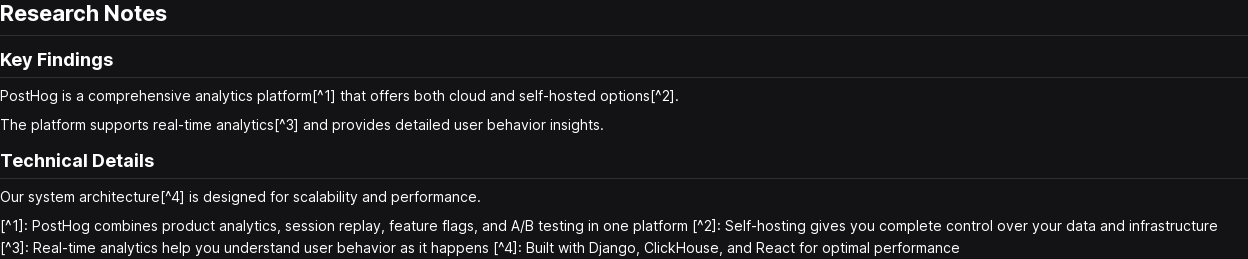 Research Notes
Key Findings
PostHog is a comprehensive analytics platform[^1] that offers both cloud and self-hosted options[^2].
The platform supports real-time analytics[^3] and provides detailed user behavior insights.
Technical Details
Our system architecture[^4] is designed for scalability and performance.
[^1]: PostHog combines product analytics, session replay, feature flags, and A/B testing in one platform [^2]: Self-hosting gives you complete control over your data and infrastructure
[^3]: Real-time analytics help you understand user behavior as it happens [^4]: Built with Django, ClickHouse, and React for optimal performance